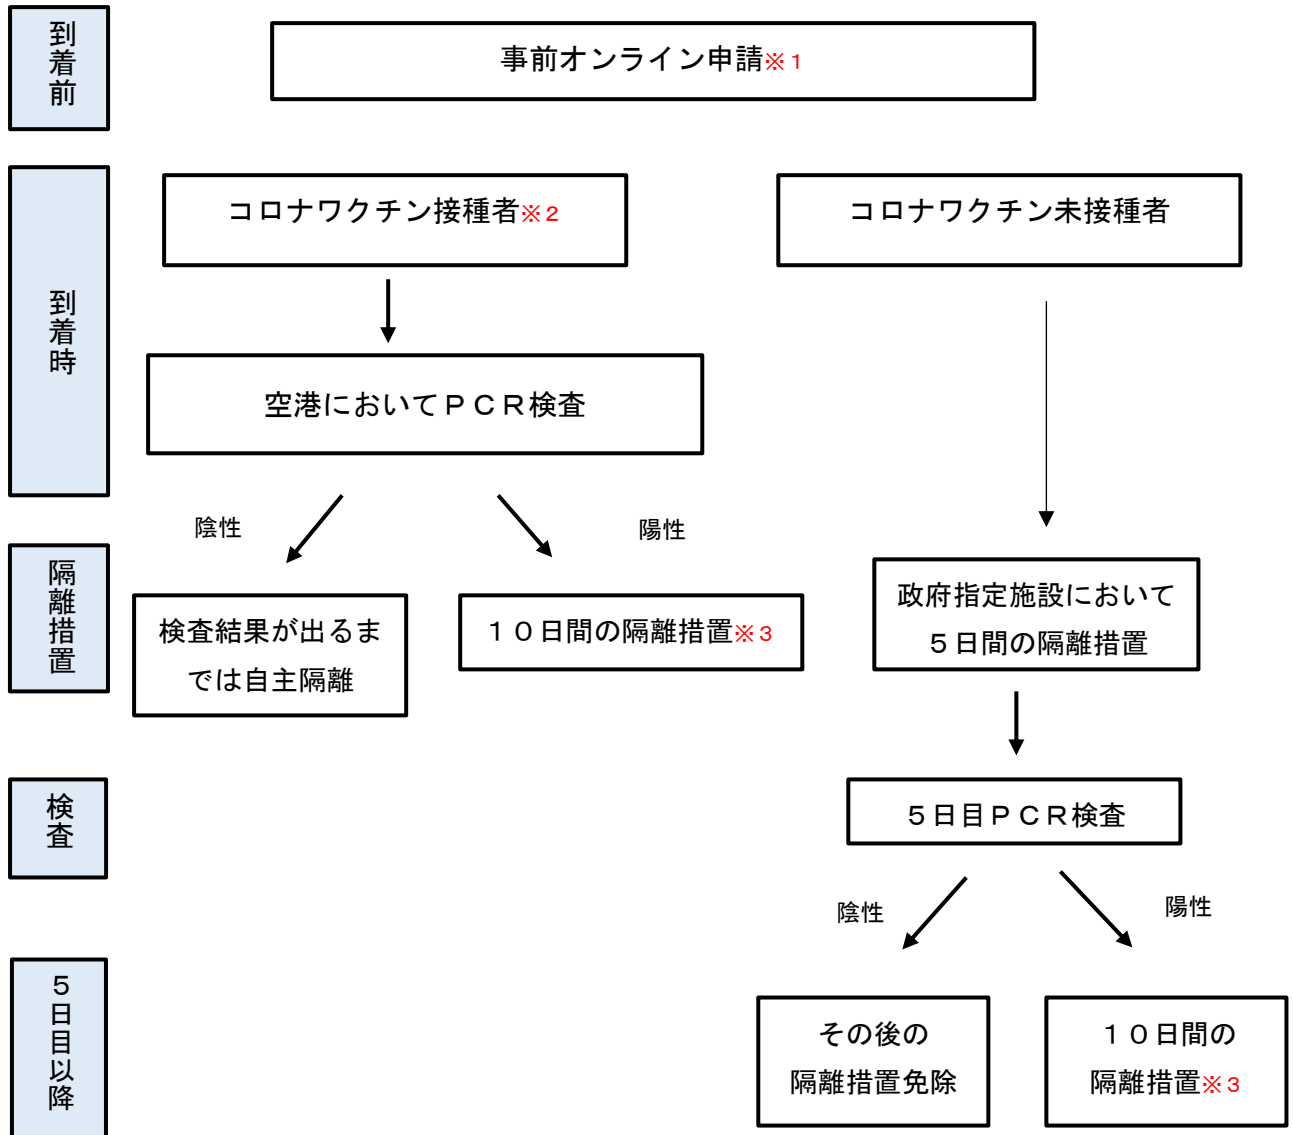 到着前
事前オンライン申請※１
到着時
コロナワクチン接種者※２
コロナワクチン未接種者
空港においてＰＣＲ検査
陰性
陽性
隔離措置
検査結果が出るま
では自主隔離
１０日間の隔離措置※３
政府指定施設において
５日間の隔離措置
検査
５日目ＰＣＲ検査
陰性
陽性
５日目以降
その後の
隔離措置免除
１０日間の
隔離措置※３